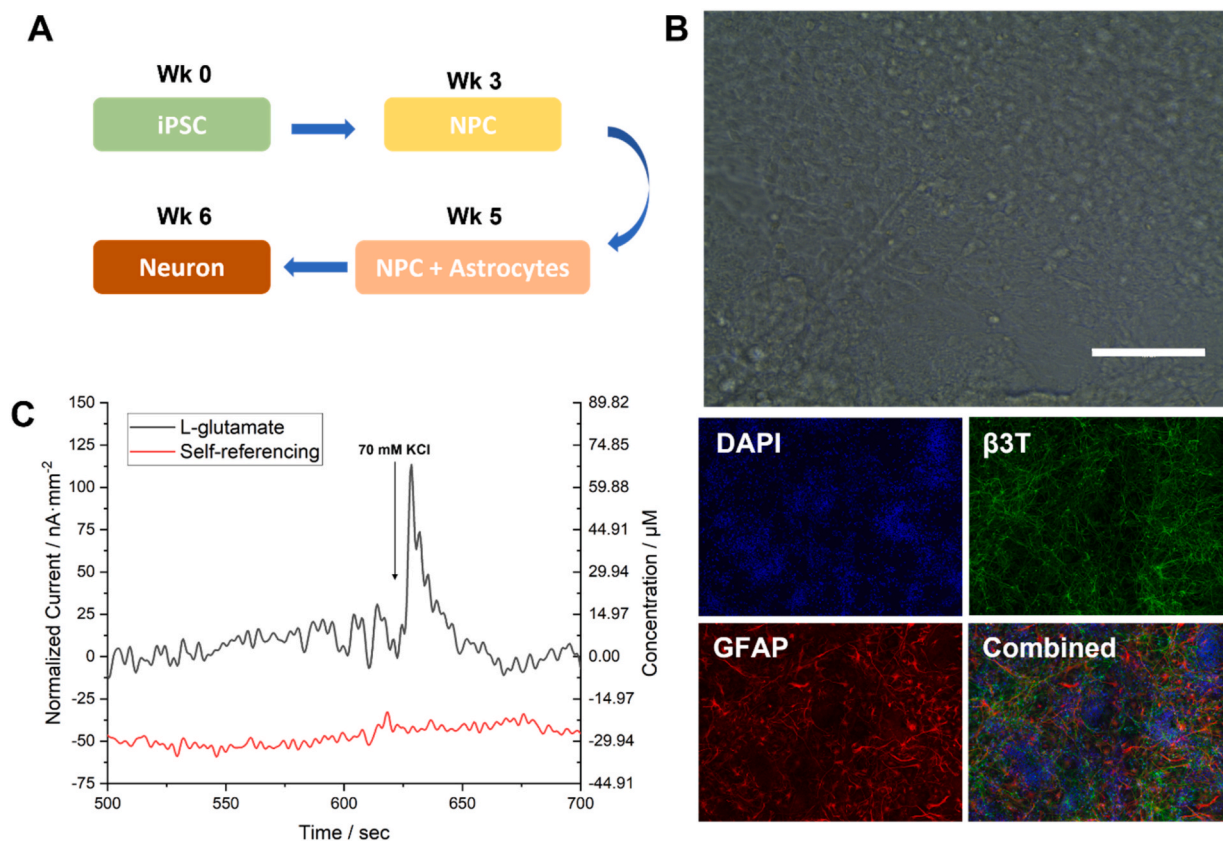 A
Wk 0
Wk 3
iPSC
NPC
Wk 6
Wk 5
Neuron
NPC + Astrocytes
B
DAPI
β3T
GFAP
Combined
C
150
125
100
75
50
25
0
-25
-50
-75
Normalized Current / nA·mm⁻²
L-glutamate
Self-referencing
70 mM KCl
89.82
74.85
59.88
44.91
29.94
14.97
0.00
-14.97
-29.94
-44.91
Concentration / µM
500 550 600 650 700
Time / sec